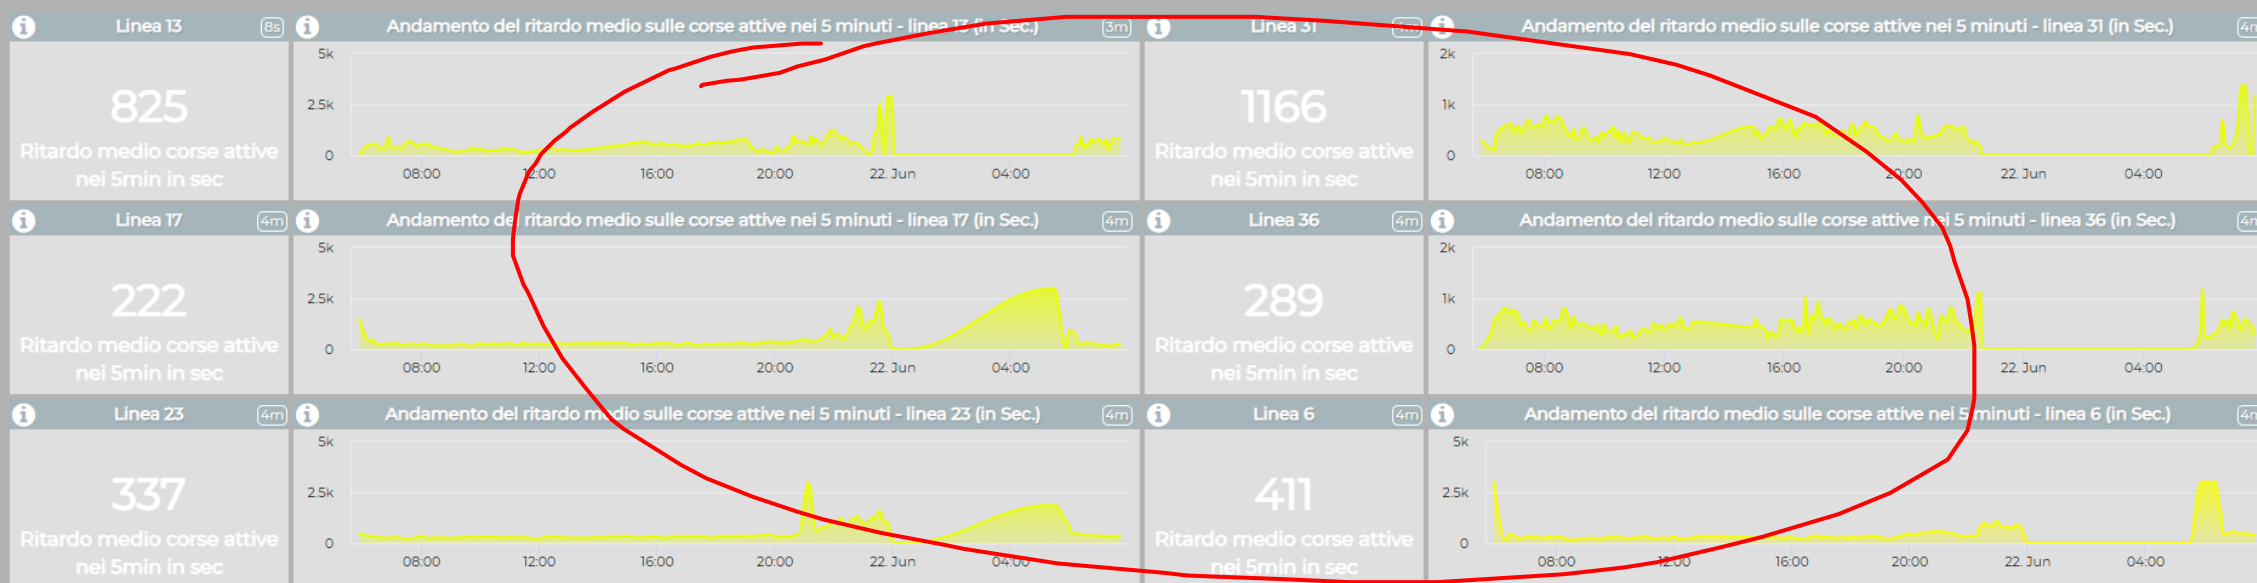 Linea 13 8s
Andamento del ritardo medio sulle corse attive nei 5 minuti - linea 13 (in Sec.) 3m
825
Ritardo medio corse attive
nei 5min in sec
5k
2.5k
0
08:00 12:00 16:00 20:00 22. Jun 04:00
Linea 31 4m
Andamento del ritardo medio sulle corse attive nei 5 minuti - linea 31 (in Sec.) 4m
1166
Ritardo medio corse attive
nei 5min in sec
2k
1k
0
08:00 12:00 16:00 20:00 22. Jun 04:00
Linea 17 4m
Andamento del ritardo medio sulle corse attive nei 5 minuti - linea 17 (in Sec.) 4m
222
Ritardo medio corse attive
nei 5min in sec
5k
2.5k
0
08:00 12:00 16:00 20:00 22. Jun 04:00
Linea 36 4m
Andamento del ritardo medio sulle corse attive nei 5 minuti - linea 36 (in Sec.) 4m
289
Ritardo medio corse attive
nei 5min in sec
2k
1k
0
08:00 12:00 16:00 20:00 22. Jun 04:00
Linea 23 4m
Andamento del ritardo medio sulle corse attive nei 5 minuti - linea 23 (in Sec.) 4m
337
Ritardo medio corse attive
nei 5min in sec
5k
2.5k
0
08:00 12:00 16:00 20:00 22. Jun 04:00
Linea 6 4m
Andamento del ritardo medio sulle corse attive nei 5 minuti - linea 6 (in Sec.) 4m
411
Ritardo medio corse attive
nei 5min in sec
5k
2.5k
0
08:00 12:00 16:00 20:00 22. Jun 04:00